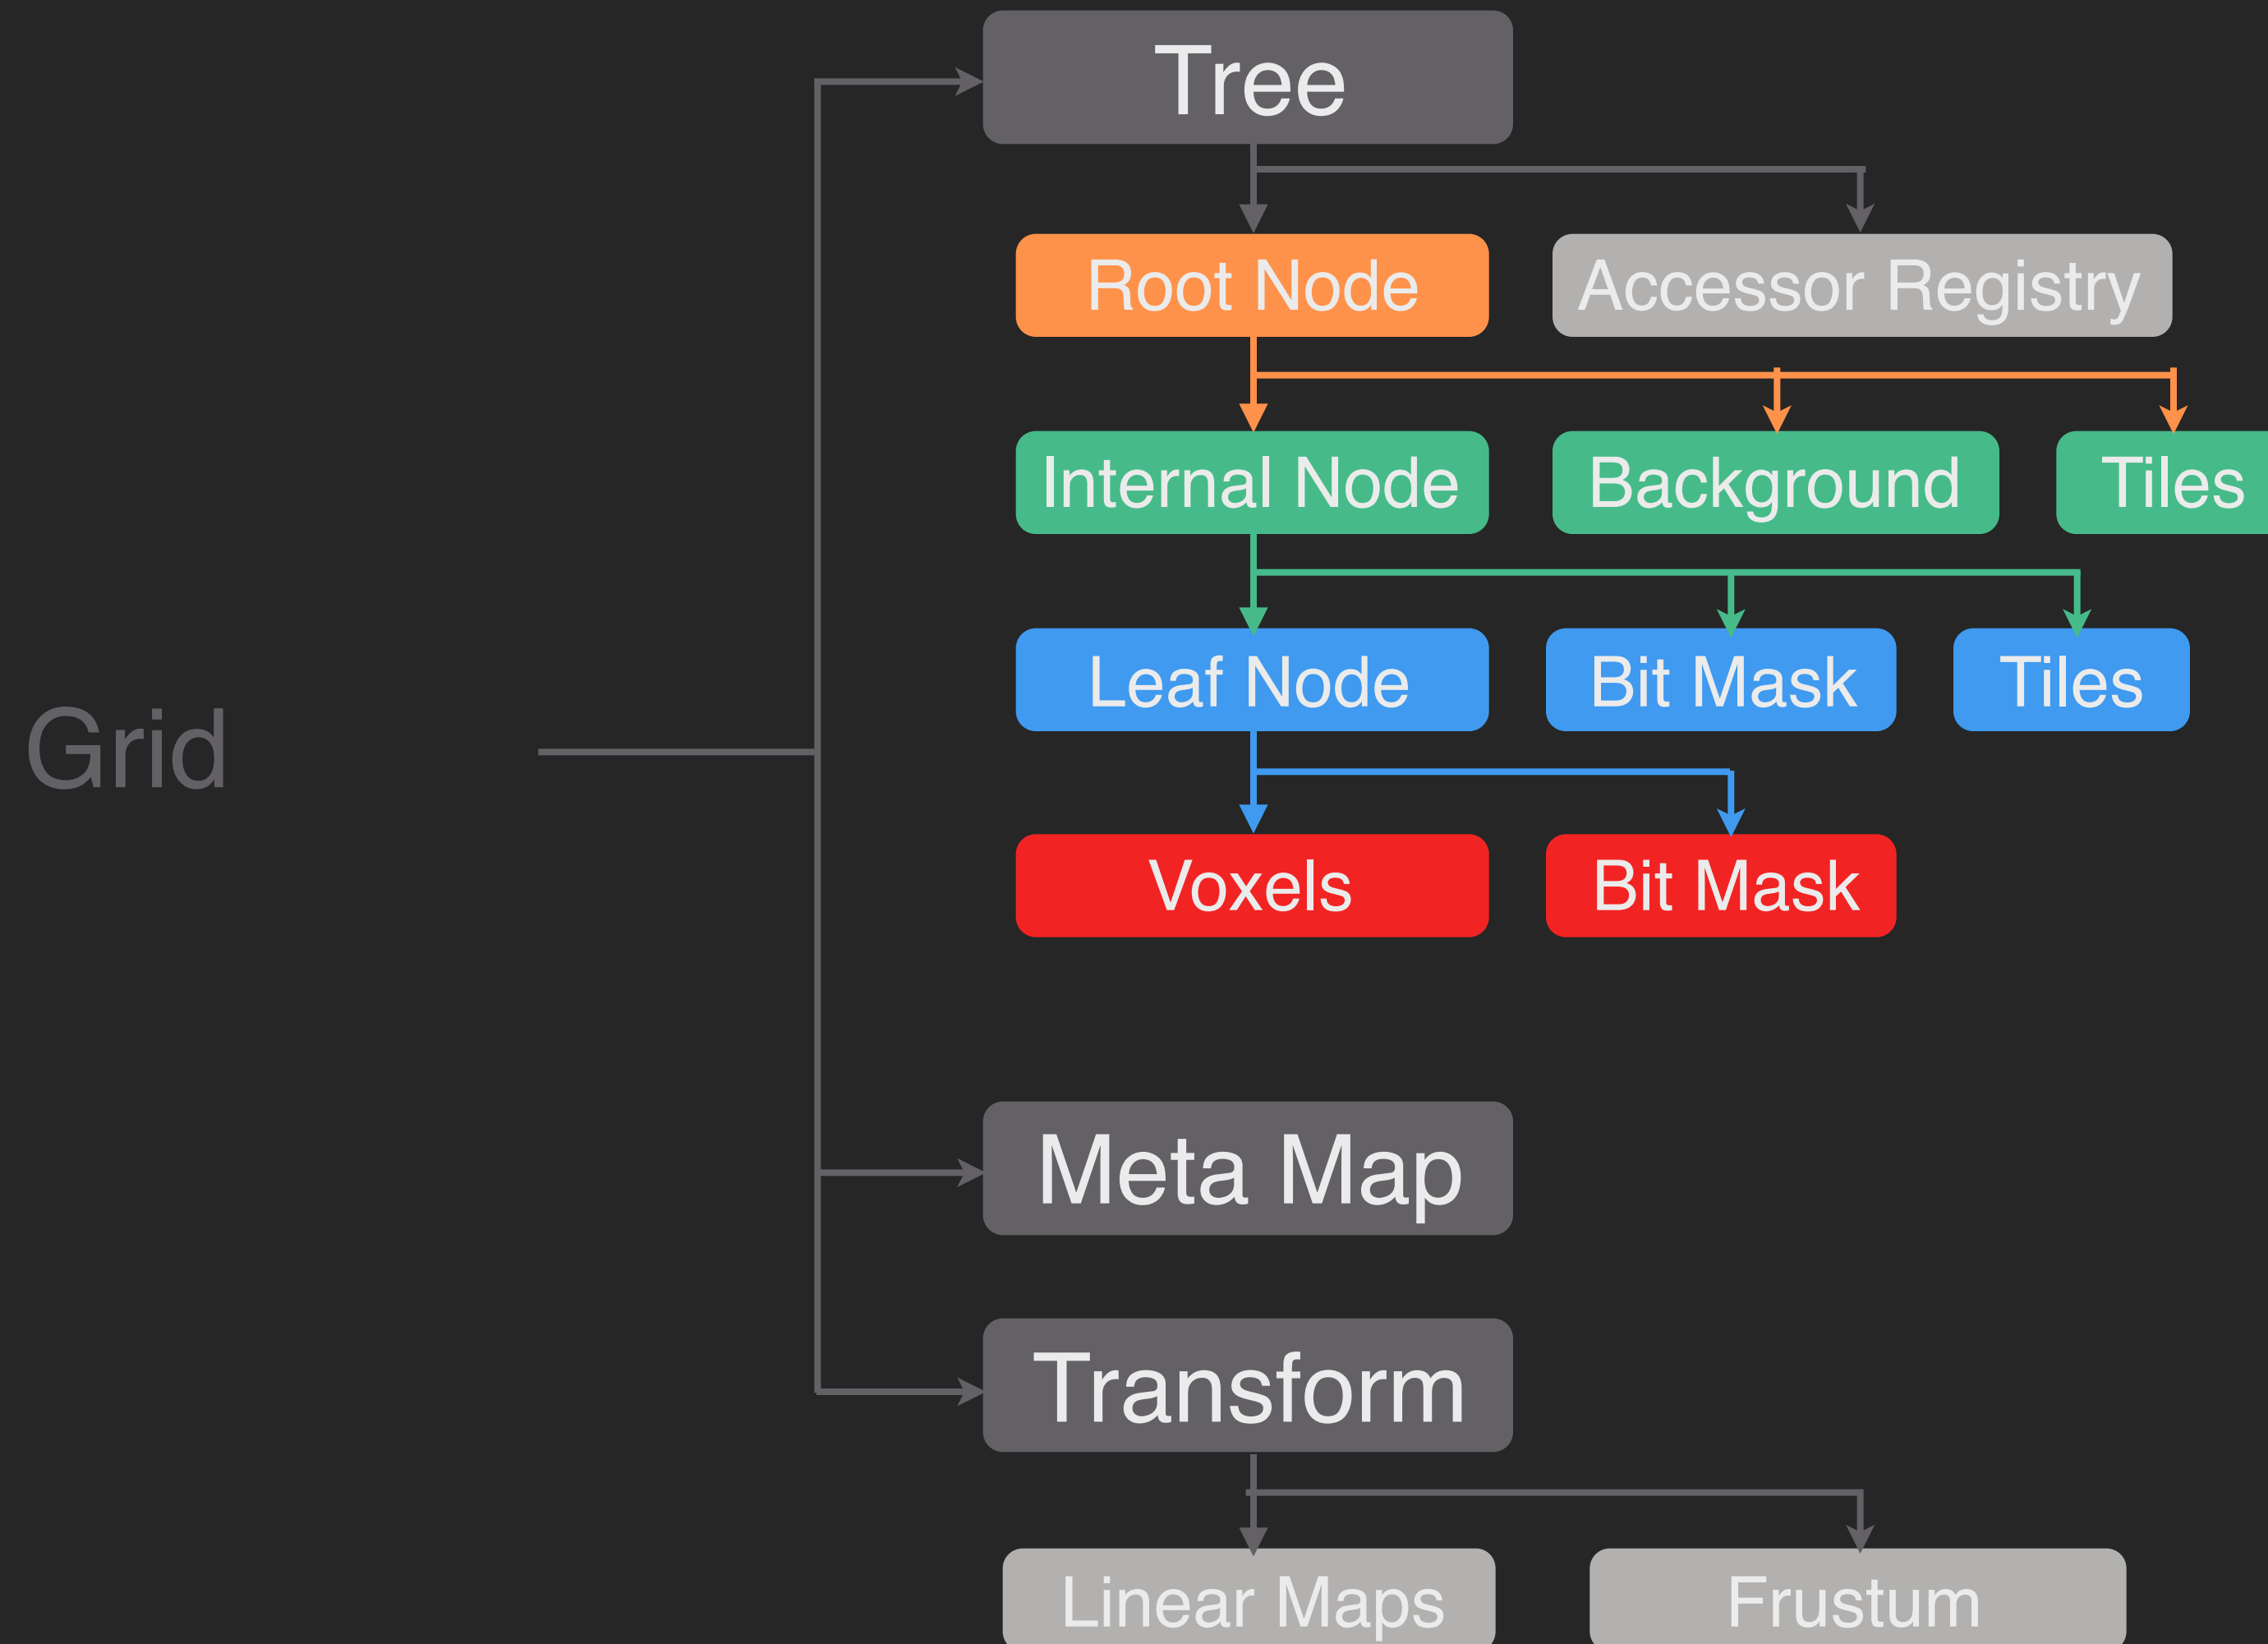 Grid
Tree
Root Node
Accessor Registry
Internal Node
Background
Tiles
Leaf Node
Bit Mask
Tiles
Voxels
Bit Mask
Meta Map
Transform
Linear Maps
Frustum